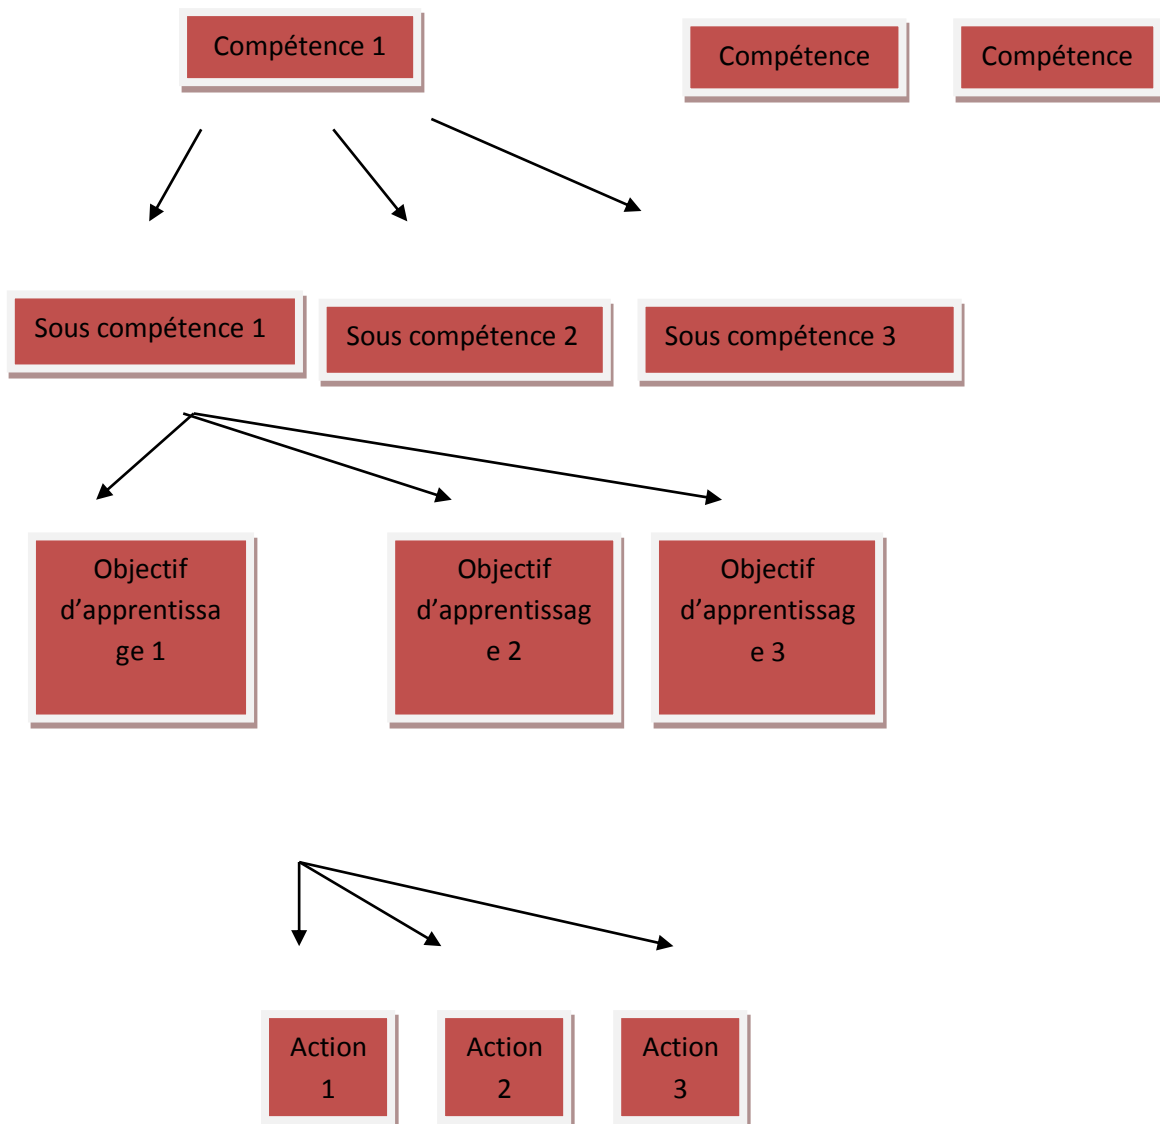 Compétence 1
Compétence
Compétence
Sous compétence 1
Sous compétence 2
Sous compétence 3
Objectif
d’apprentissa
ge 1
Objectif
d’apprentissag
e 2
Objectif
d’apprentissag
e 3
Action
1
Action
2
Action
3